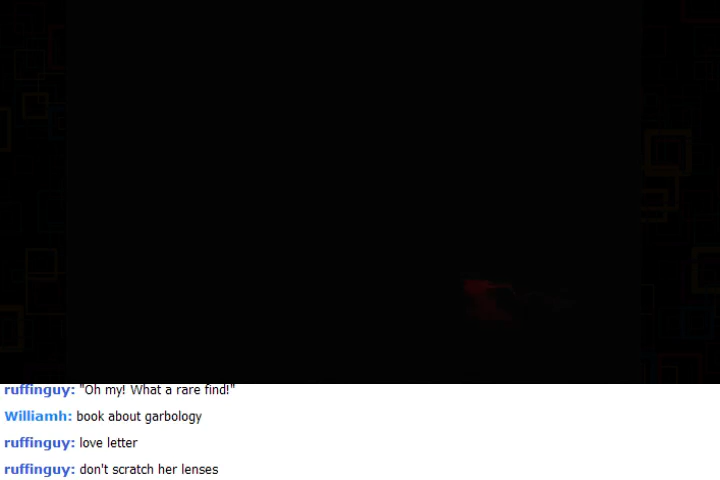 ruffinguy: "Oh my! What a rare find!"
Williamh: book about garbology
ruffinguy: love letter
ruffinguy: don't scratch her lenses